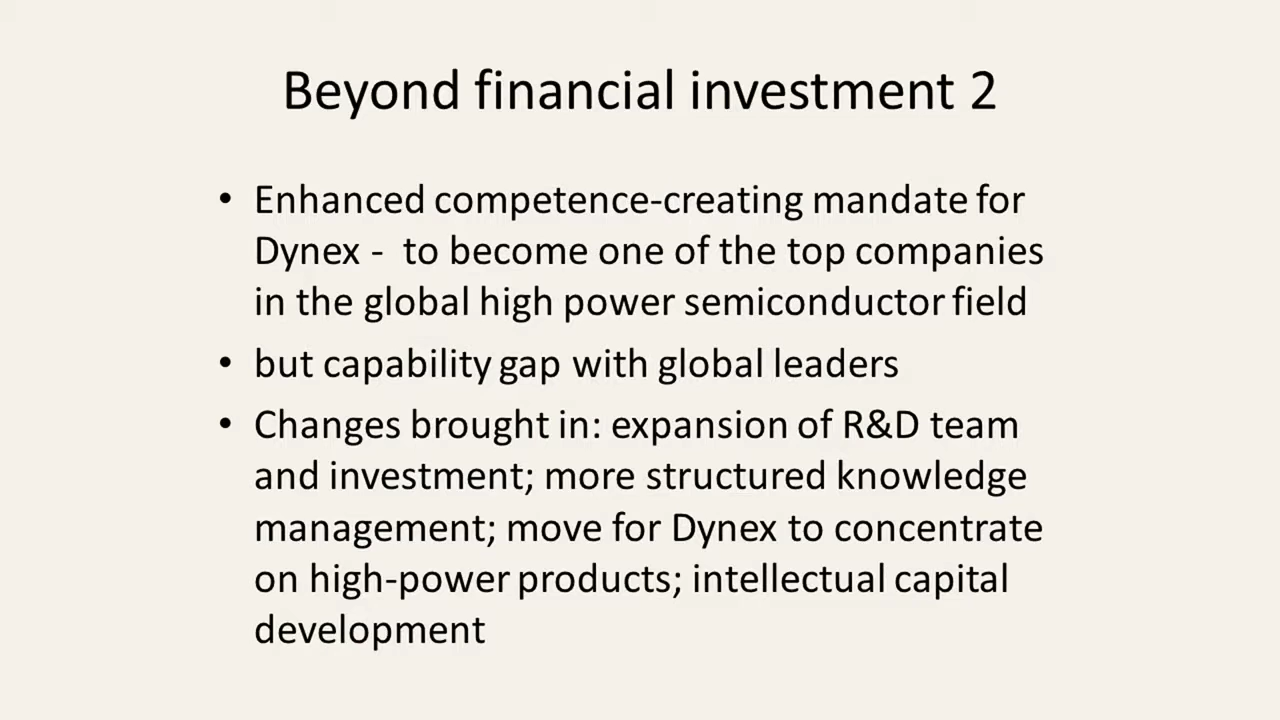 Beyond financial investment 2
• Enhanced competence-creating mandate for
Dynex -  to become one of the top companies
in the global high power semiconductor field
• but capability gap with global leaders
• Changes brought in: expansion of R&D team
and investment; more structured knowledge
management; move for Dynex to concentrate
on high-power products; intellectual capital
development